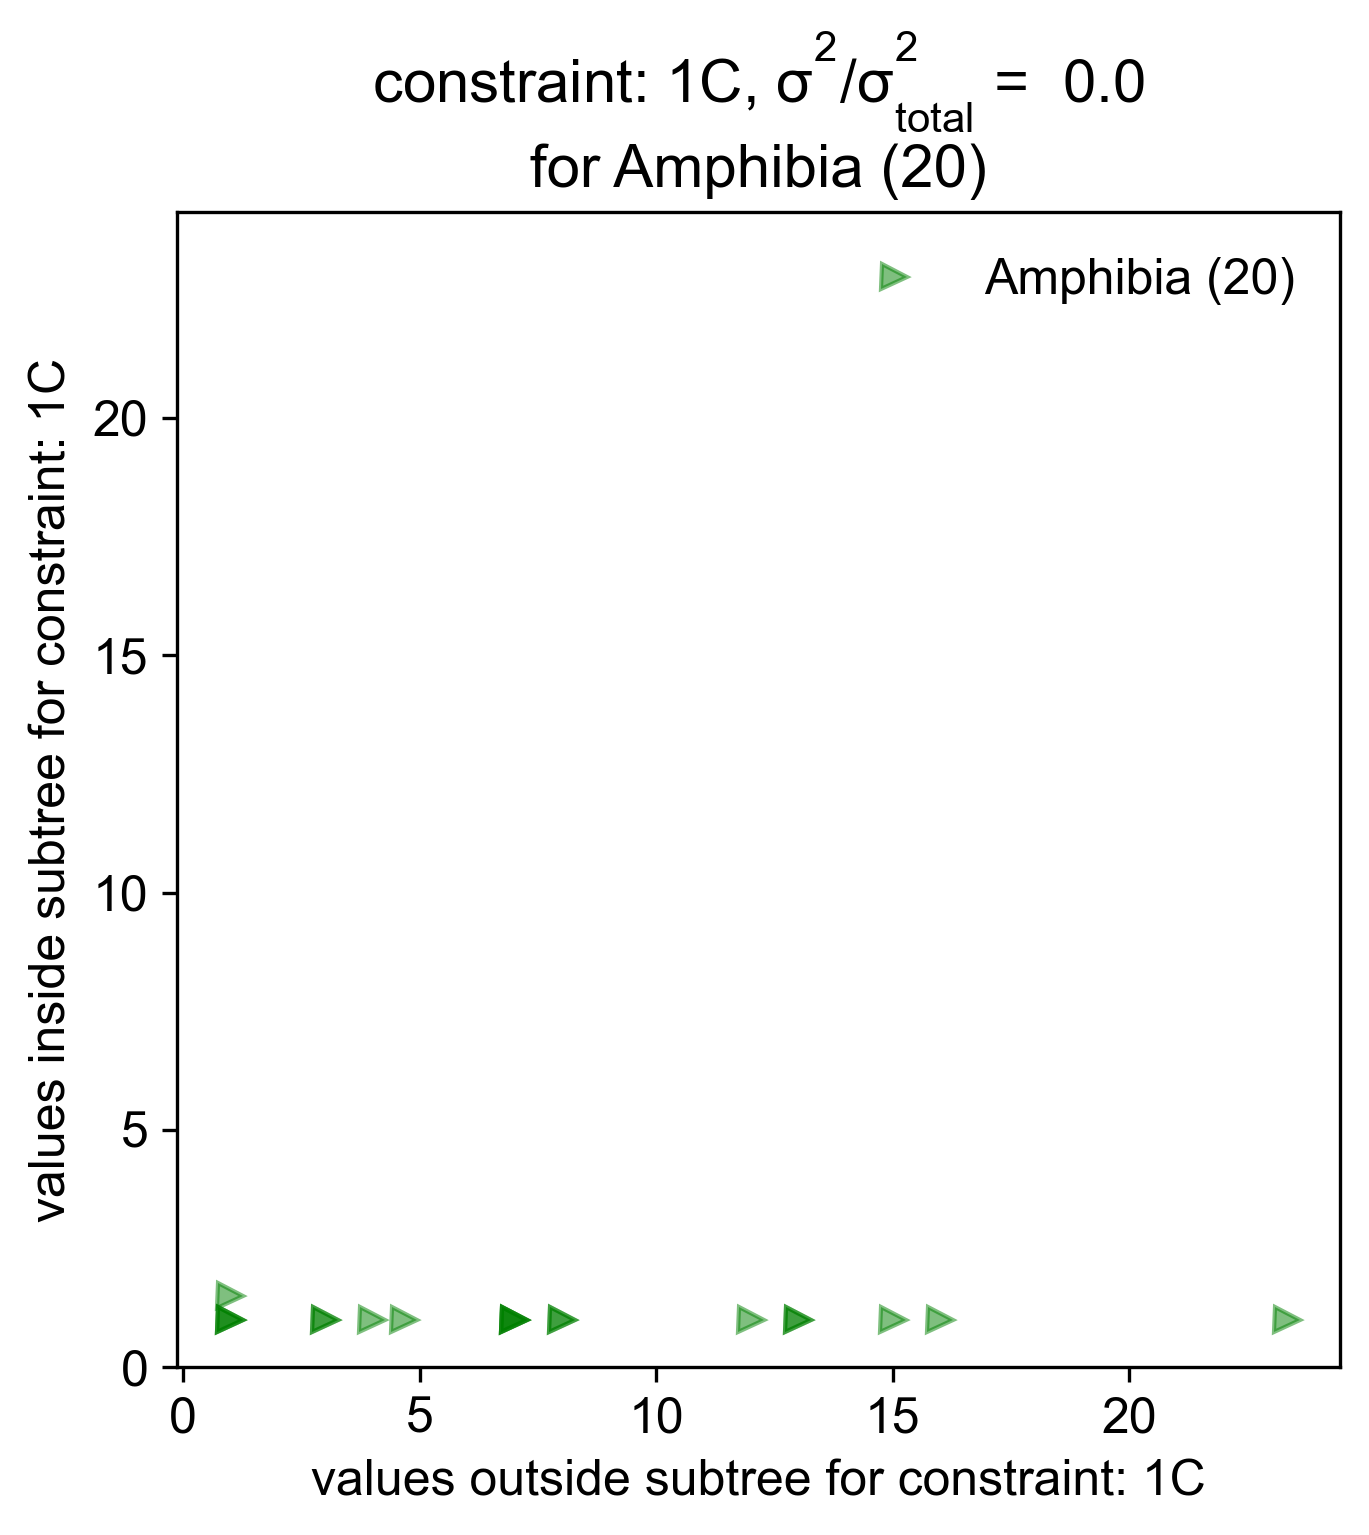 constraint: 1C, σ²/σ²total = 0.0
for Amphibia (20)
Amphibia (20)
values inside subtree for constraint: 1C
20
15
10
5
0
0 5 10 15 20
values outside subtree for constraint: 1C